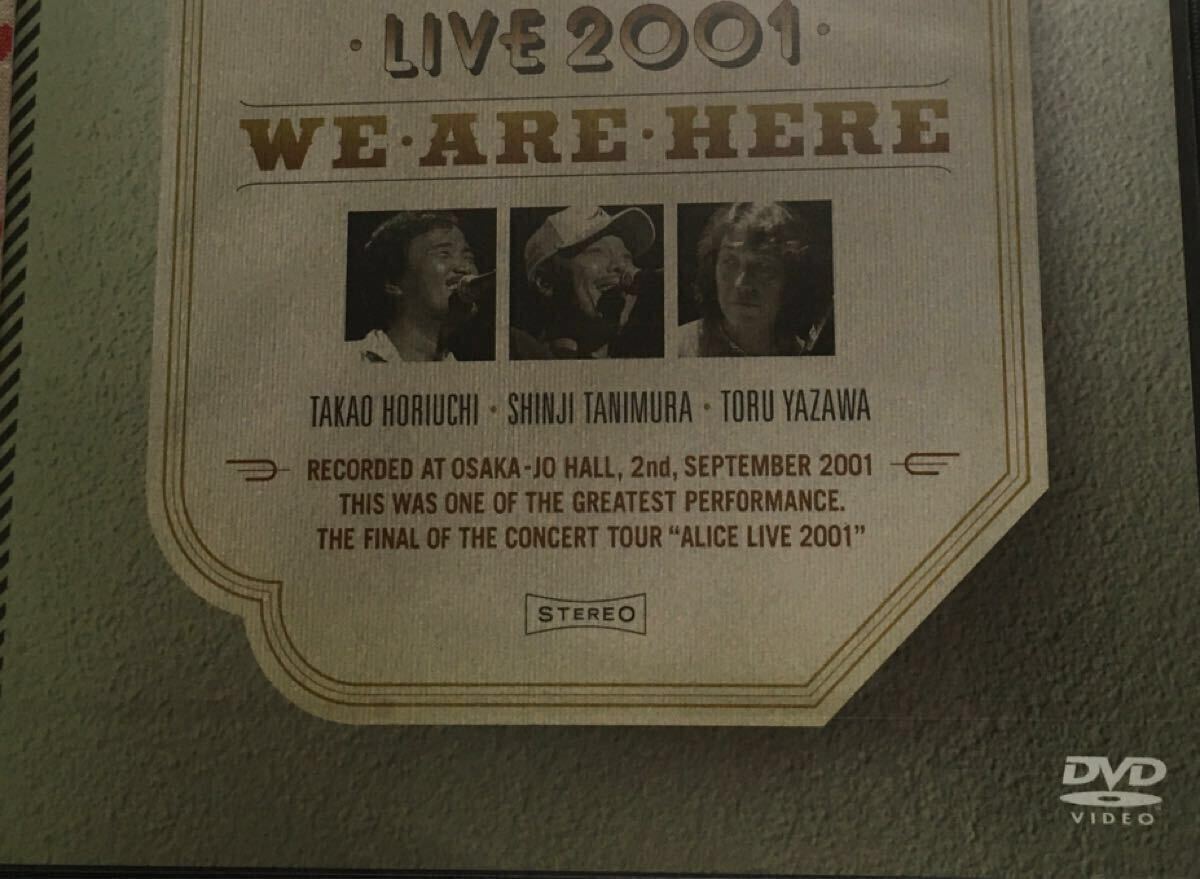 • LIVE 2001 •
WE • ARE • HERE
TAKAO HORIUCHI • SHINJI TANIMURA • TORU YAZAWA
RECORDED AT OSAKA-JO HALL, 2nd, SEPTEMBER 2001
THIS WAS ONE OF THE GREATEST PERFORMANCE.
THE FINAL OF THE CONCERT TOUR “ALICE LIVE 2001”
STEREO
DVD
VIDEO